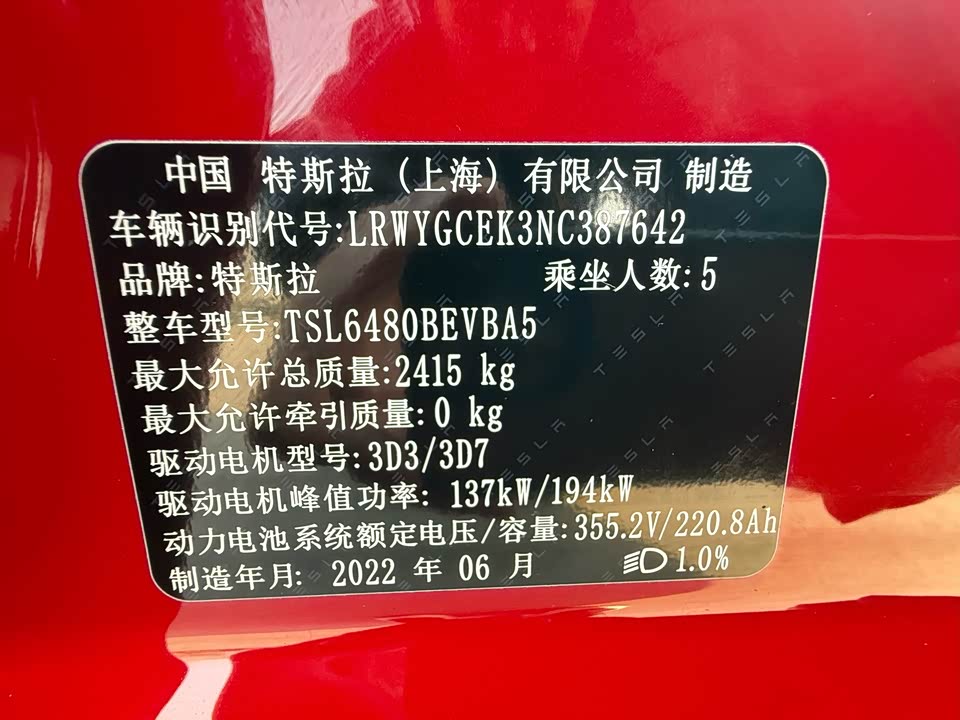 中国 特斯拉 (上海) 有限公司 制造
车辆识别代号:LRWYGCEK3NC387642
品牌:特斯拉 乘坐人数:5
整车型号:TSL6480BEVBA5
最大允许总质量:2415 kg
最大允许牵引质量:0 kg
驱动电机型号:3D3/3D7
驱动电机峰值功率: 137kW/194kW
动力电池系统额定电压/容量:355.2V/220.8Ah
制造年月: 2022 年 06 月 1.0%